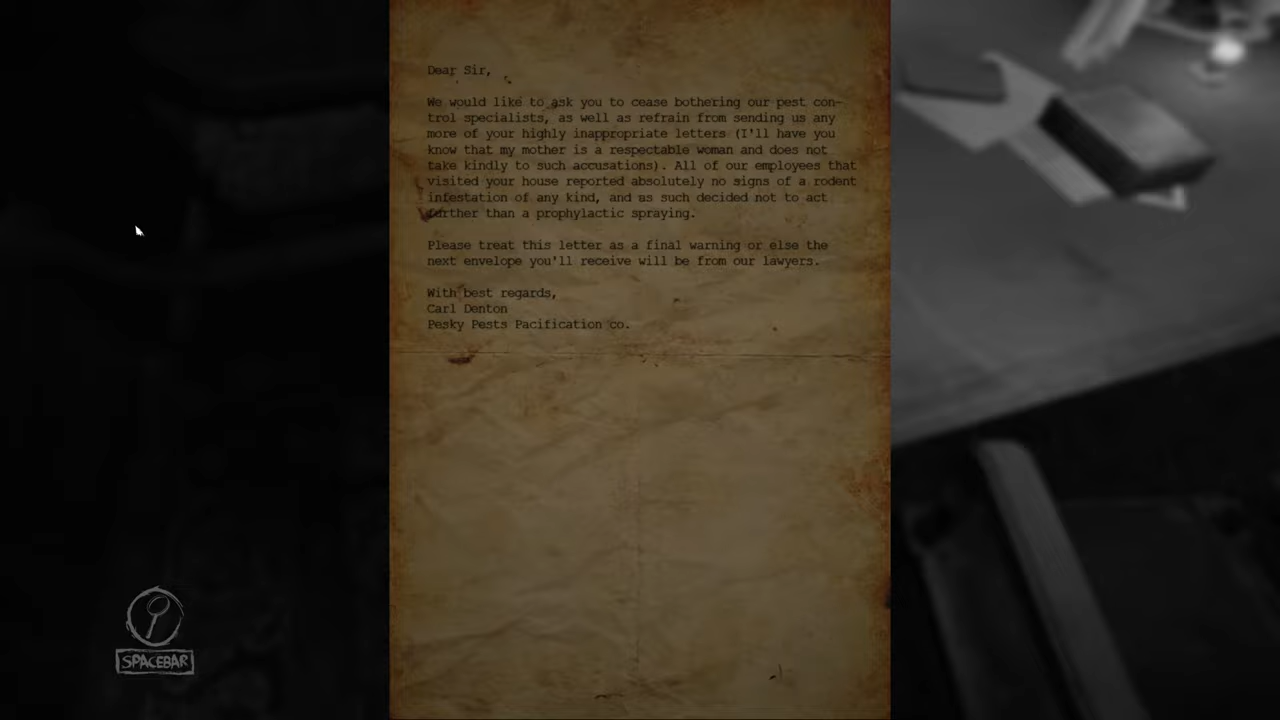 Dear Sir,
We would like to ask you to cease bothering our pest con-
trol specialists, as well as refrain from sending us any
more of your highly inappropriate letters (I'll have you
know that my mother is a respectable woman and does not
take kindly to such accusations). All of our employees that
visited your house reported absolutely no signs of a rodent
infestation of any kind, and as such decided not to act
further than a prophylactic spraying.
Please treat this letter as a final warning or else the
next envelope you'll receive will be from our lawyers.
With best regards,
Carl Denton
Pesky Pests Pacification co.
SPACEBAR